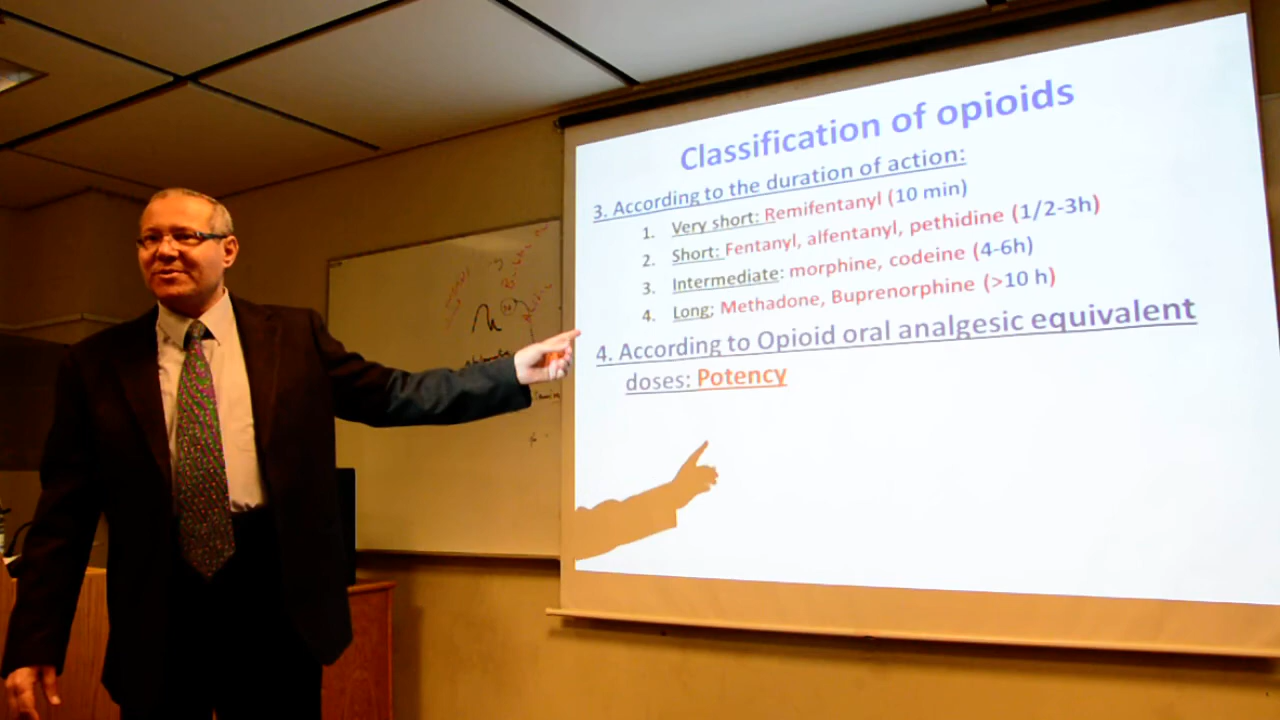 Classification of opioids
3. According to the duration of action:
1. Very short: Remifentanyl (10 min)
2. Short: Fentanyl, alfentanyl, pethidine (1/2-3h)
3. Intermediate: morphine, codeine (4-6h)
4. Long: Methadone, Buprenorphine (>10 h)
4. According to Opioid oral analgesic equivalent
doses: Potency